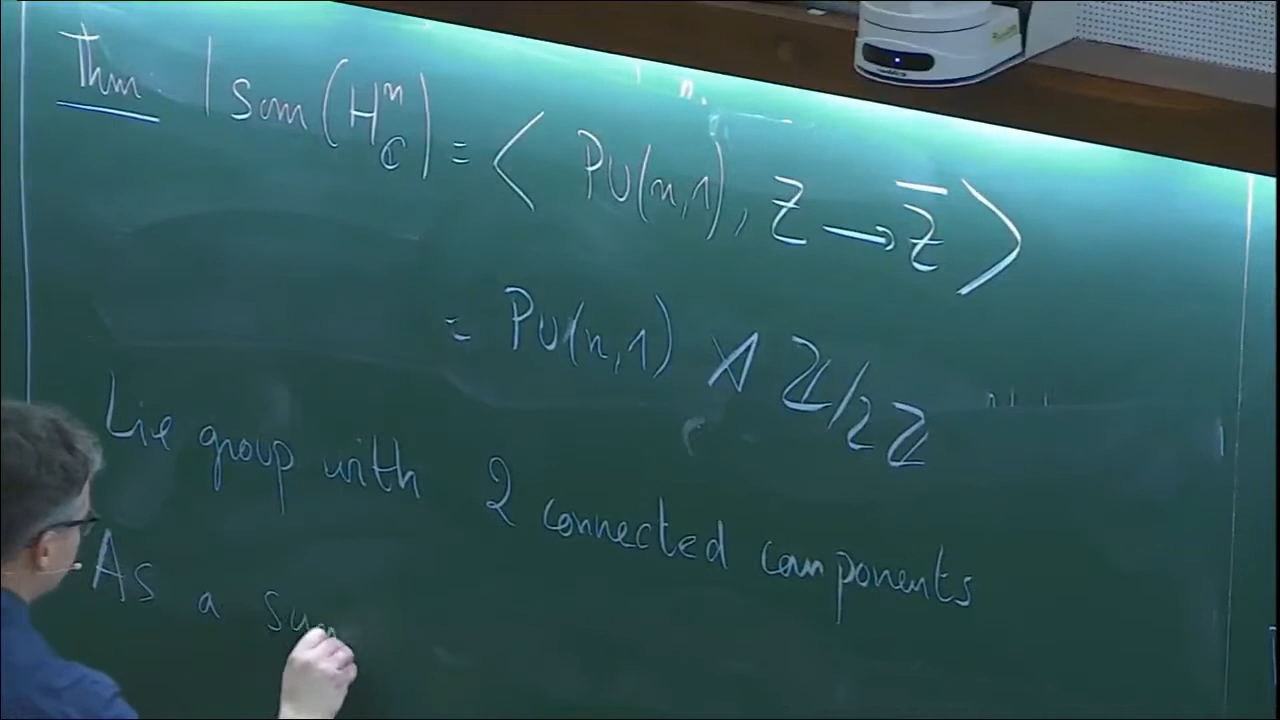 Thm Isom(H^n_ℂ) = < PU(n,1), z → z̄ >
= PU(n,1) ⋊ ℤ/2ℤ
Lie group with 2 connected components
As a